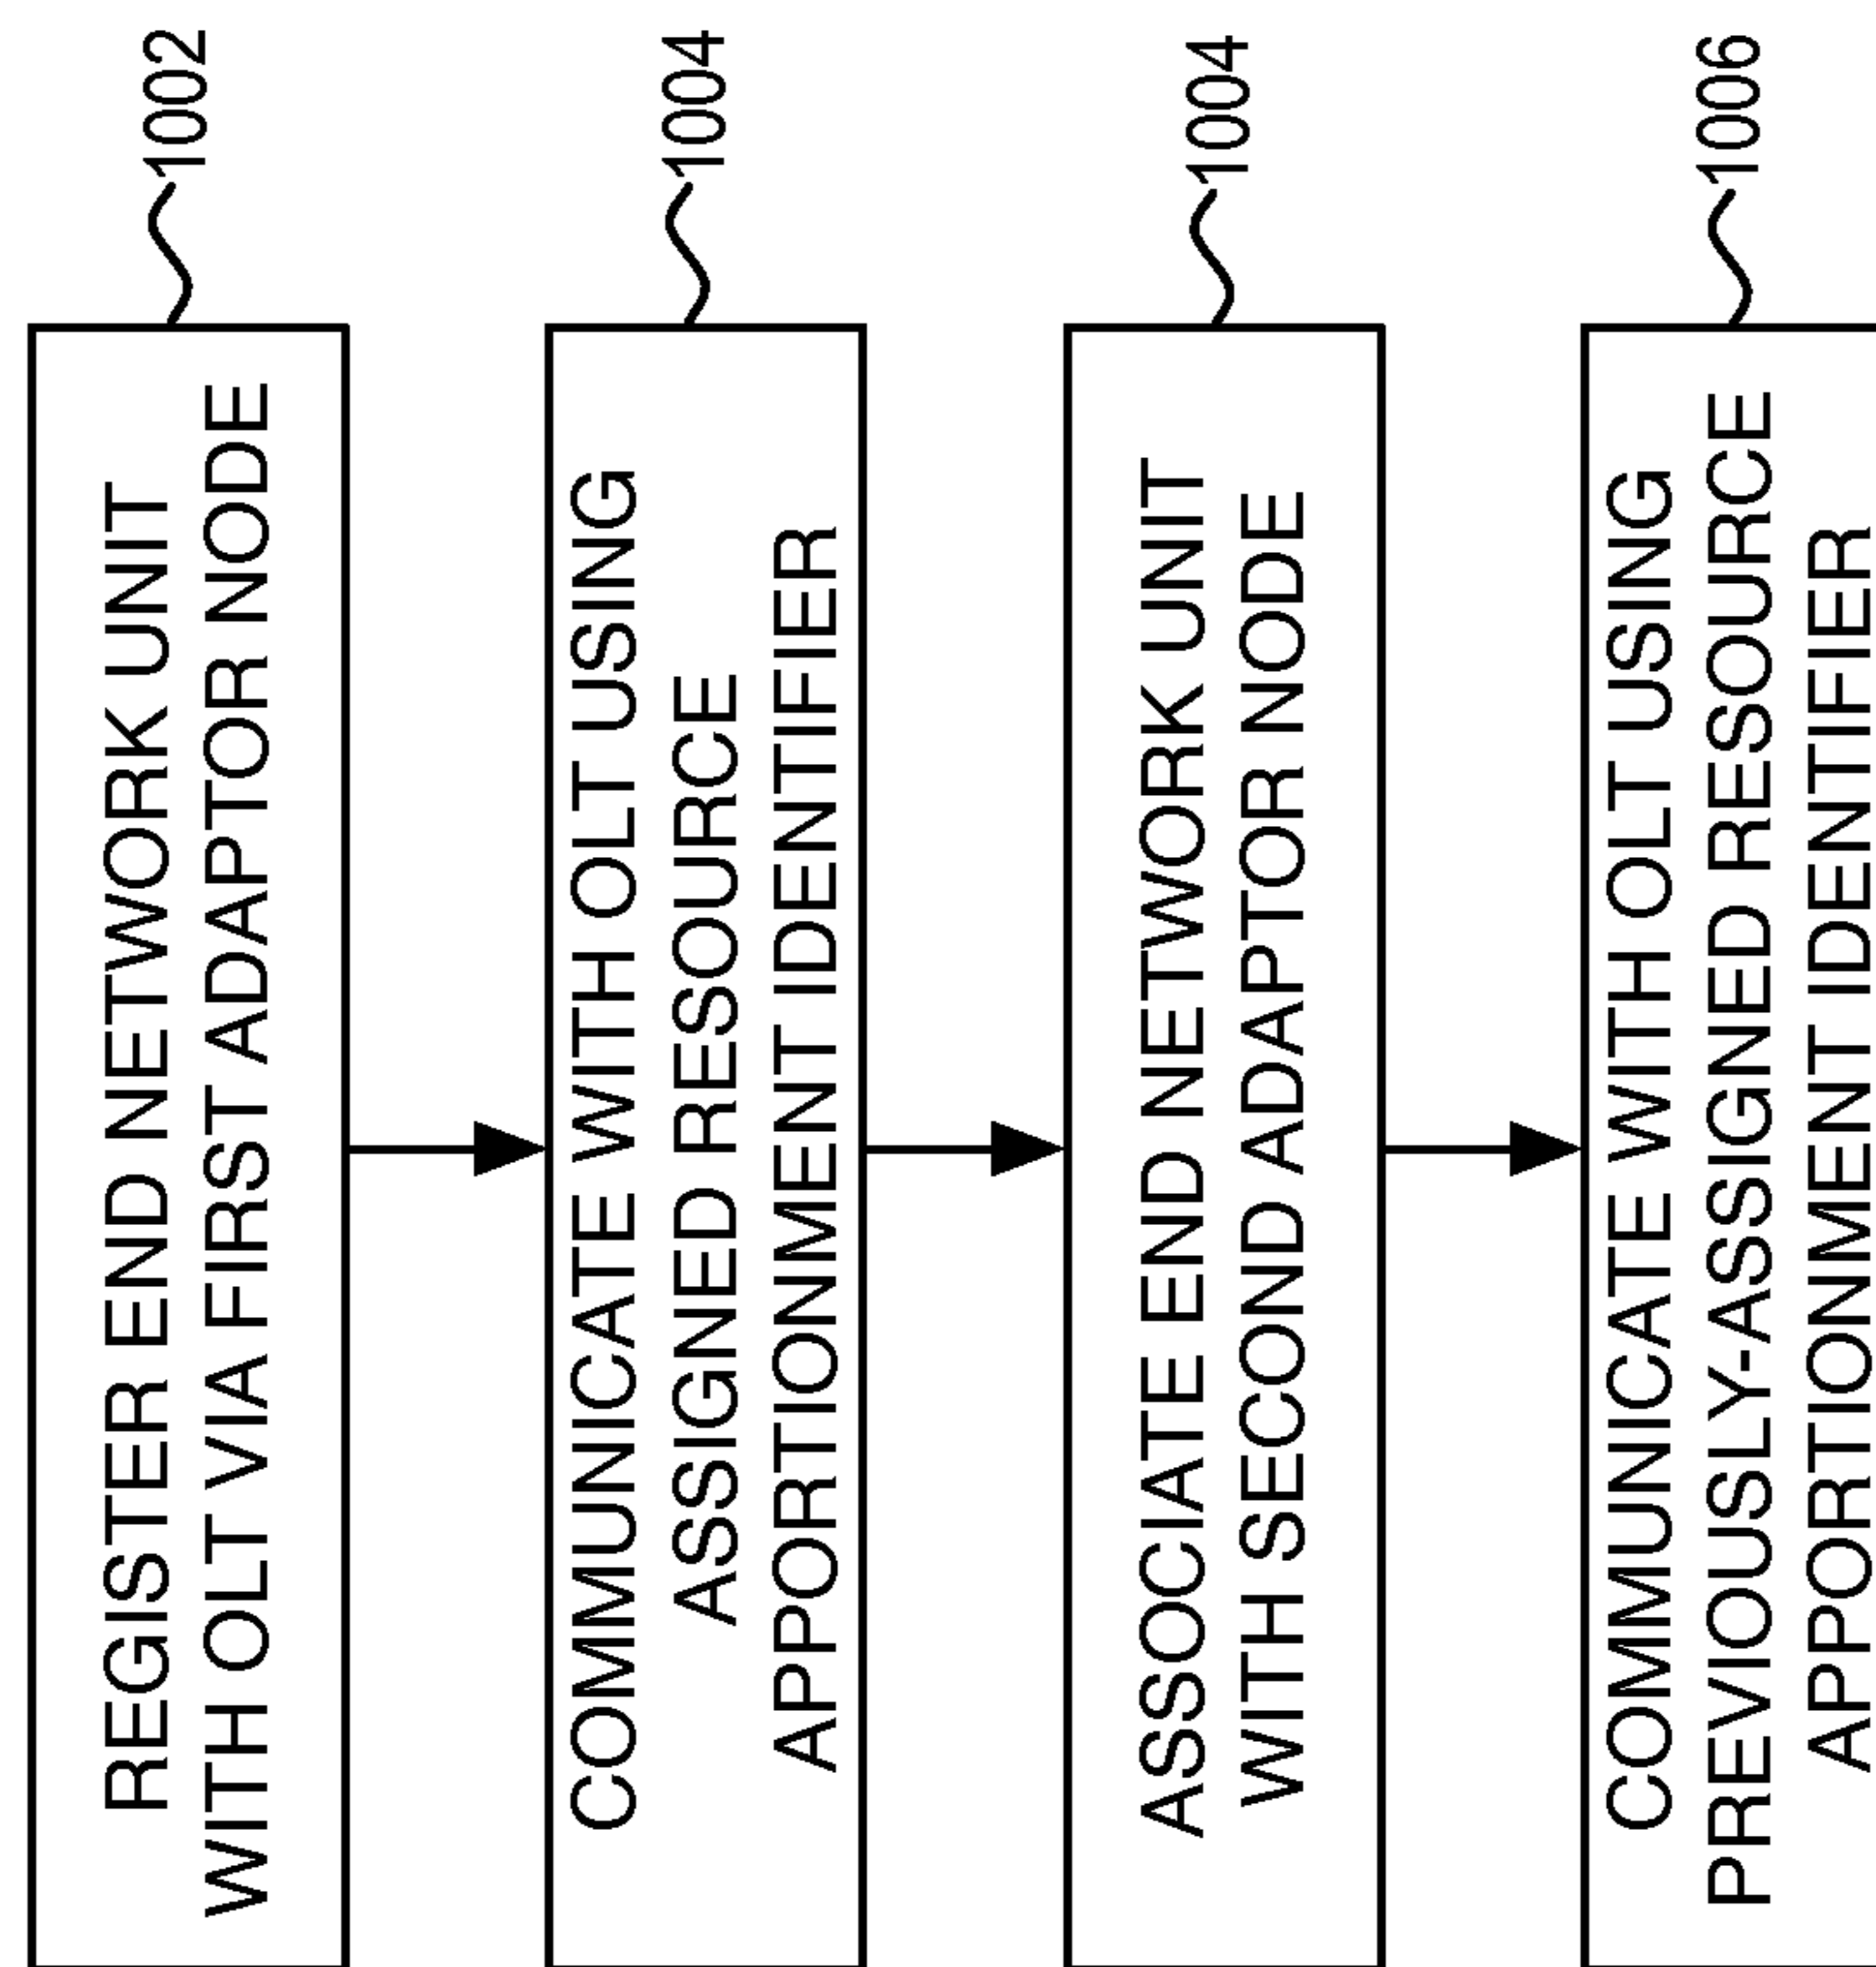 REGISTER END NETWORK UNIT
WITH OLT VIA FIRST ADAPTOR NODE
1002
COMMUNICATE WITH OLT USING
ASSIGNED RESOURCE
APPORTIONMENT IDENTIFIER
1004
ASSOCIATE END NETWORK UNIT
WITH SECOND ADAPTOR NODE
1004
COMMUNICATE WITH OLT USING
PREVIOUSLY-ASSIGNED RESOURCE
APPORTIONMENT IDENTIFIER
1006